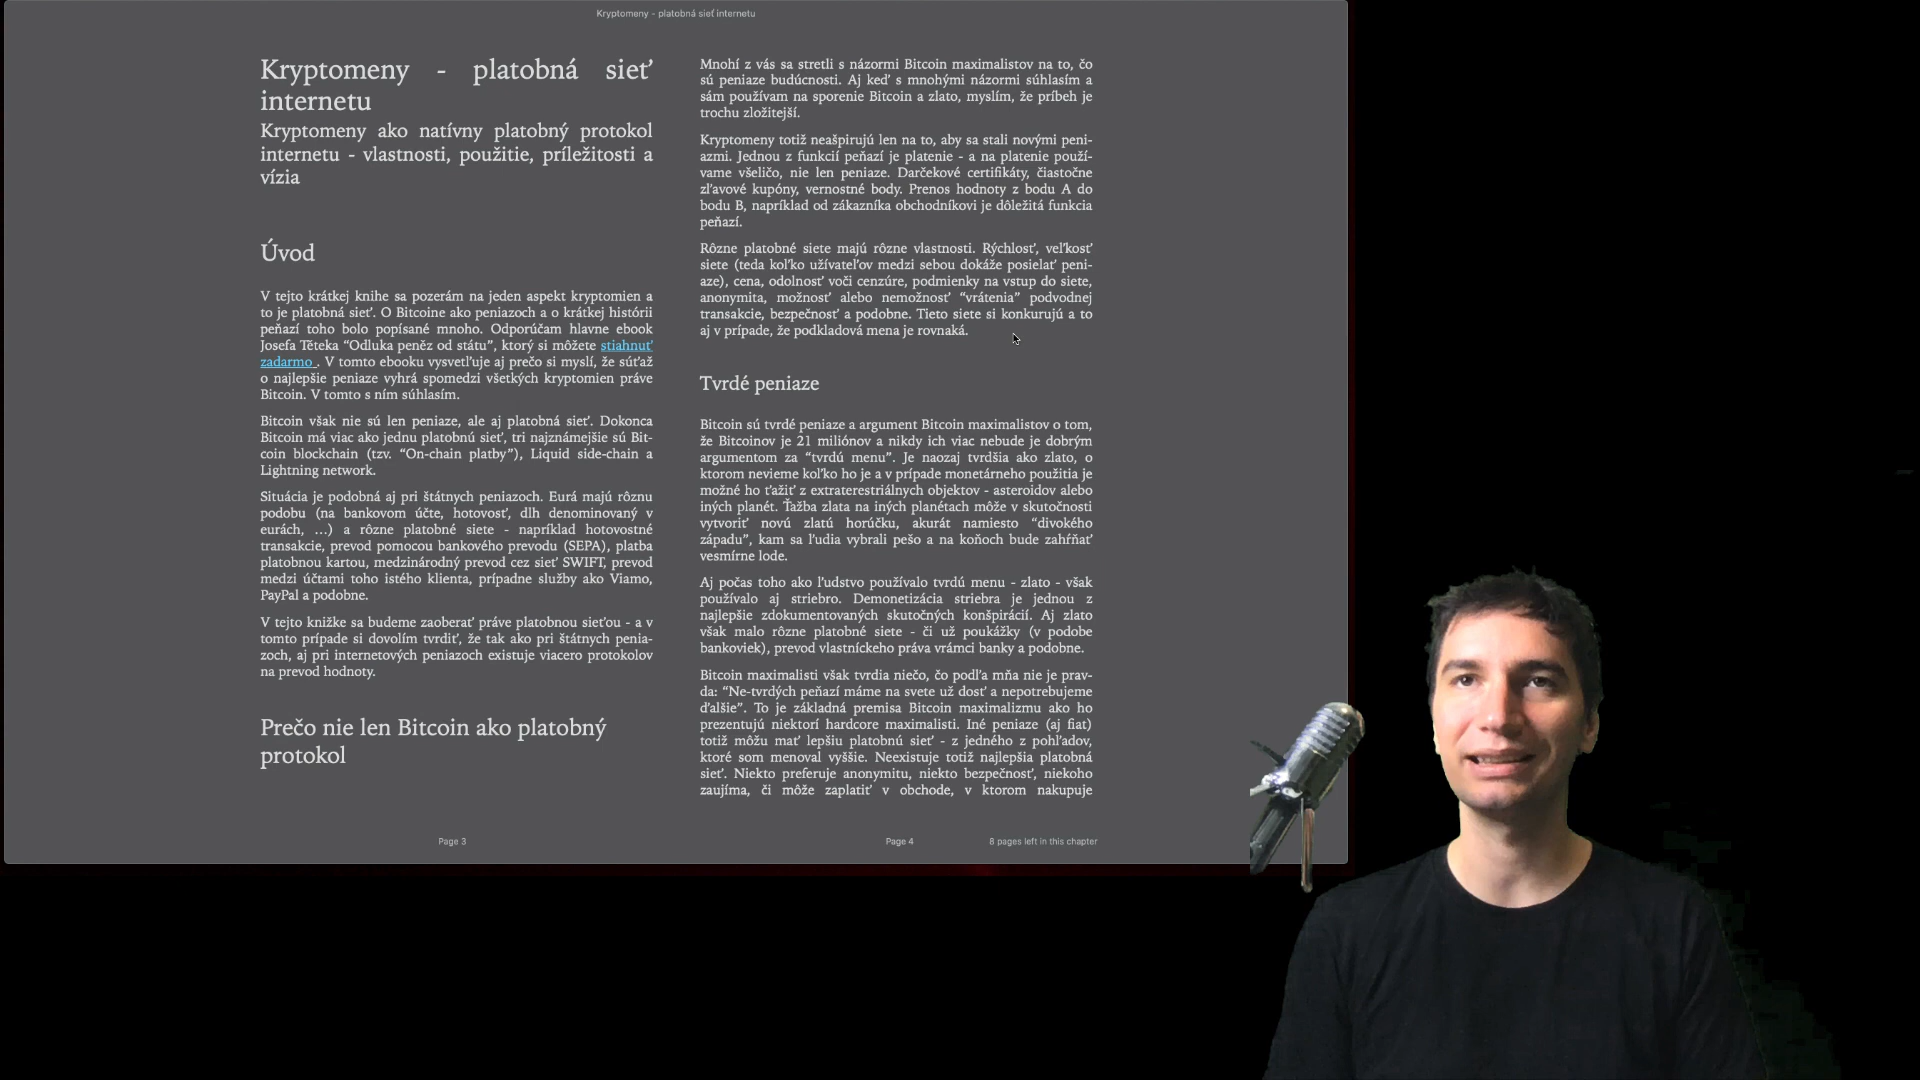 Kryptomeny - platobná sieť internetu
Kryptomeny - platobná sieť
internetu
Kryptomeny ako natívny platobný protokol
internetu - vlastnosti, použitie, príležitosti a
vízia
Úvod
V tejto krátkej knihe sa pozerám na jeden aspekt kryptomien a
to je platobná sieť. O Bitcoine ako peniazoch a o krátkej histórii
peňazí toho bolo popísané mnoho. Odporúčam hlavne ebook
Josefa Těteka “Odluka peněz od státu”, ktorý si môžete stiahnuť
zadarmo . V tomto ebooku vysvetľuje aj prečo si myslí, že súťaž
o najlepšie peniaze vyhrá spomedzi všetkých kryptomien práve
Bitcoin. V tomto s ním súhlasím.
Bitcoin však nie sú len peniaze, ale aj platobná sieť. Dokonca
Bitcoin má viac ako jednu platobnú sieť, tri najznámejšie sú Bit-
coin blockchain (tzv. “On-chain platby”), Liquid side-chain a
Lightning network.
Situácia je podobná aj pri štátnych peniazoch. Eurá majú rôznu
podobu (na bankovom účte, hotovosť, dlh denominovaný v
eurách, ...) a rôzne platobné siete - napríklad hotovostné
transakcie, prevod pomocou bankového prevodu (SEPA), platba
platobnou kartou, medzinárodný prevod cez sieť SWIFT, prevod
medzi účtami toho istého klienta, prípadne služby ako Viamo,
PayPal a podobne.
V tejto knižke sa budeme zaoberať práve platobnou sieťou - a v
tomto prípade si dovolím tvrdiť, že tak ako pri štátnych penia-
zoch, aj pri internetových peniazoch existuje viacero protokolov
na prevod hodnoty.
Prečo nie len Bitcoin ako platobný
protokol
Page 3
Mnohí z vás sa stretli s názormi Bitcoin maximalistov na to, čo
sú peniaze budúcnosti. Aj keď s mnohými názormi súhlasím a
sám používam na sporenie Bitcoin a zlato, myslím, že príbeh je
trochu zložitejší.
Kryptomeny totiž neašpirujú len na to, aby sa stali novými peni-
azmi. Jednou z funkcií peňazí je platenie - a na platenie použí-
vame všeličo, nie len peniaze. Darčekové certifikáty, čiastočne
zľavové kupóny, vernostné body. Prenos hodnoty z bodu A do
bodu B, napríklad od zákazníka obchodníkovi je dôležitá funkcia
peňazí.
Rôzne platobné siete majú rôzne vlastnosti. Rýchlosť, veľkosť
siete (teda koľko užívateľov medzi sebou dokáže posielať peni-
aze), cena, odolnosť voči cenzúre, podmienky na vstup do siete,
anonymita, možnosť alebo nemožnosť “vrátenia” podvodnej
transakcie, bezpečnosť a podobne. Tieto siete si konkurujú a to
aj v prípade, že podkladová mena je rovnaká.
Tvrdé peniaze
Bitcoin sú tvrdé peniaze a argument Bitcoin maximalistov o tom,
že Bitcoinov je 21 miliónov a nikdy ich viac nebude je dobrým
argumentom za “tvrdú menu”. Je naozaj tvrdšia ako zlato, o
ktorom nevieme koľko ho je a v prípade monetárneho použitia je
možné ho ťažiť z extraterestriálnych objektov - asteroidov alebo
iných planét. Ťažba zlata na iných planétach môže v skutočnosti
vytvoriť novú zlatú horúčku, akurát namiesto “divokého
západu”, kam sa ľudia vybrali pešo a na koňoch bude zahŕňať
vesmírne lode.
Aj počas toho ako ľudstvo používalo tvrdú menu - zlato - však
používalo aj striebro. Demonetizácia striebra je jednou z
najlepšie zdokumentovaných skutočných konšpirácií. Aj zlato
však malo rôzne platobné siete - či už poukážky (v podobe
bankoviek), prevod vlastníckeho práva vrámci banky a podobne.
Bitcoin maximalisti však tvrdia niečo, čo podľa mňa nie je prav-
da: “Ne-tvrdých peňazí máme na svete už dosť a nepotrebujeme
ďalšie”. To je základná premisa Bitcoin maximalizmu ako ho
prezentujú niektorí hardcore maximalisti. Iné peniaze (aj fiat)
totiž môžu mať lepšiu platobnú sieť - z jedného z pohľadov,
ktoré som menoval vyššie. Neexistuje totiž najlepšia platobná
sieť. Niekto preferuje anonymitu, niekto bezpečnosť, niekoho
zaujíma, či môže zaplatiť v obchode, v ktorom nakupuje
Page 4
8 pages left in this chapter